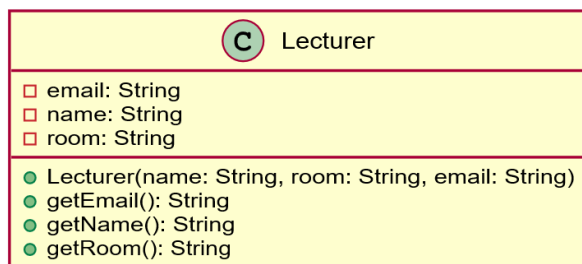 C Lecturer
email: String
name: String
room: String
Lecturer(name: String, room: String, email: String)
getEmail(): String
getName(): String
getRoom(): String